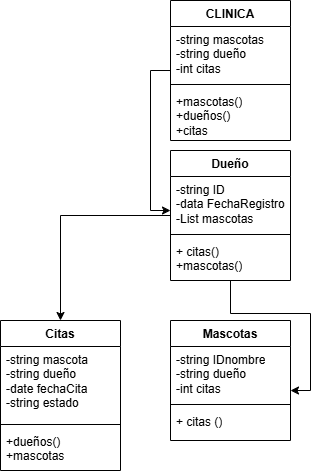 CLINICA
-string mascotas
-string dueño
-int citas
+mascotas()
+dueños()
+citas
Dueño
-string ID
-data FechaRegistro
-List mascotas
+ citas()
+mascotas()
Citas
-string mascota
-string dueño
-date fechaCita
-string estado
+dueños()
+mascotas
Mascotas
-string IDnombre
-string dueño
-int citas
+ citas ()